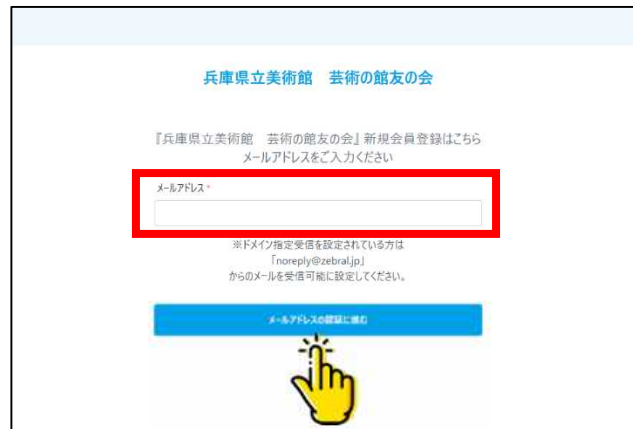 兵庫県立美術館　芸術の館友の会
『兵庫県立美術館　芸術の館友の会』新規会員登録はこちら
メールアドレスをご入力ください
メールアドレス*
※ドメイン指定受信を設定されている方は
「noreply@zebral.jp」
からのメールを受信可能に設定してください。
メールアドレスの認証に進む